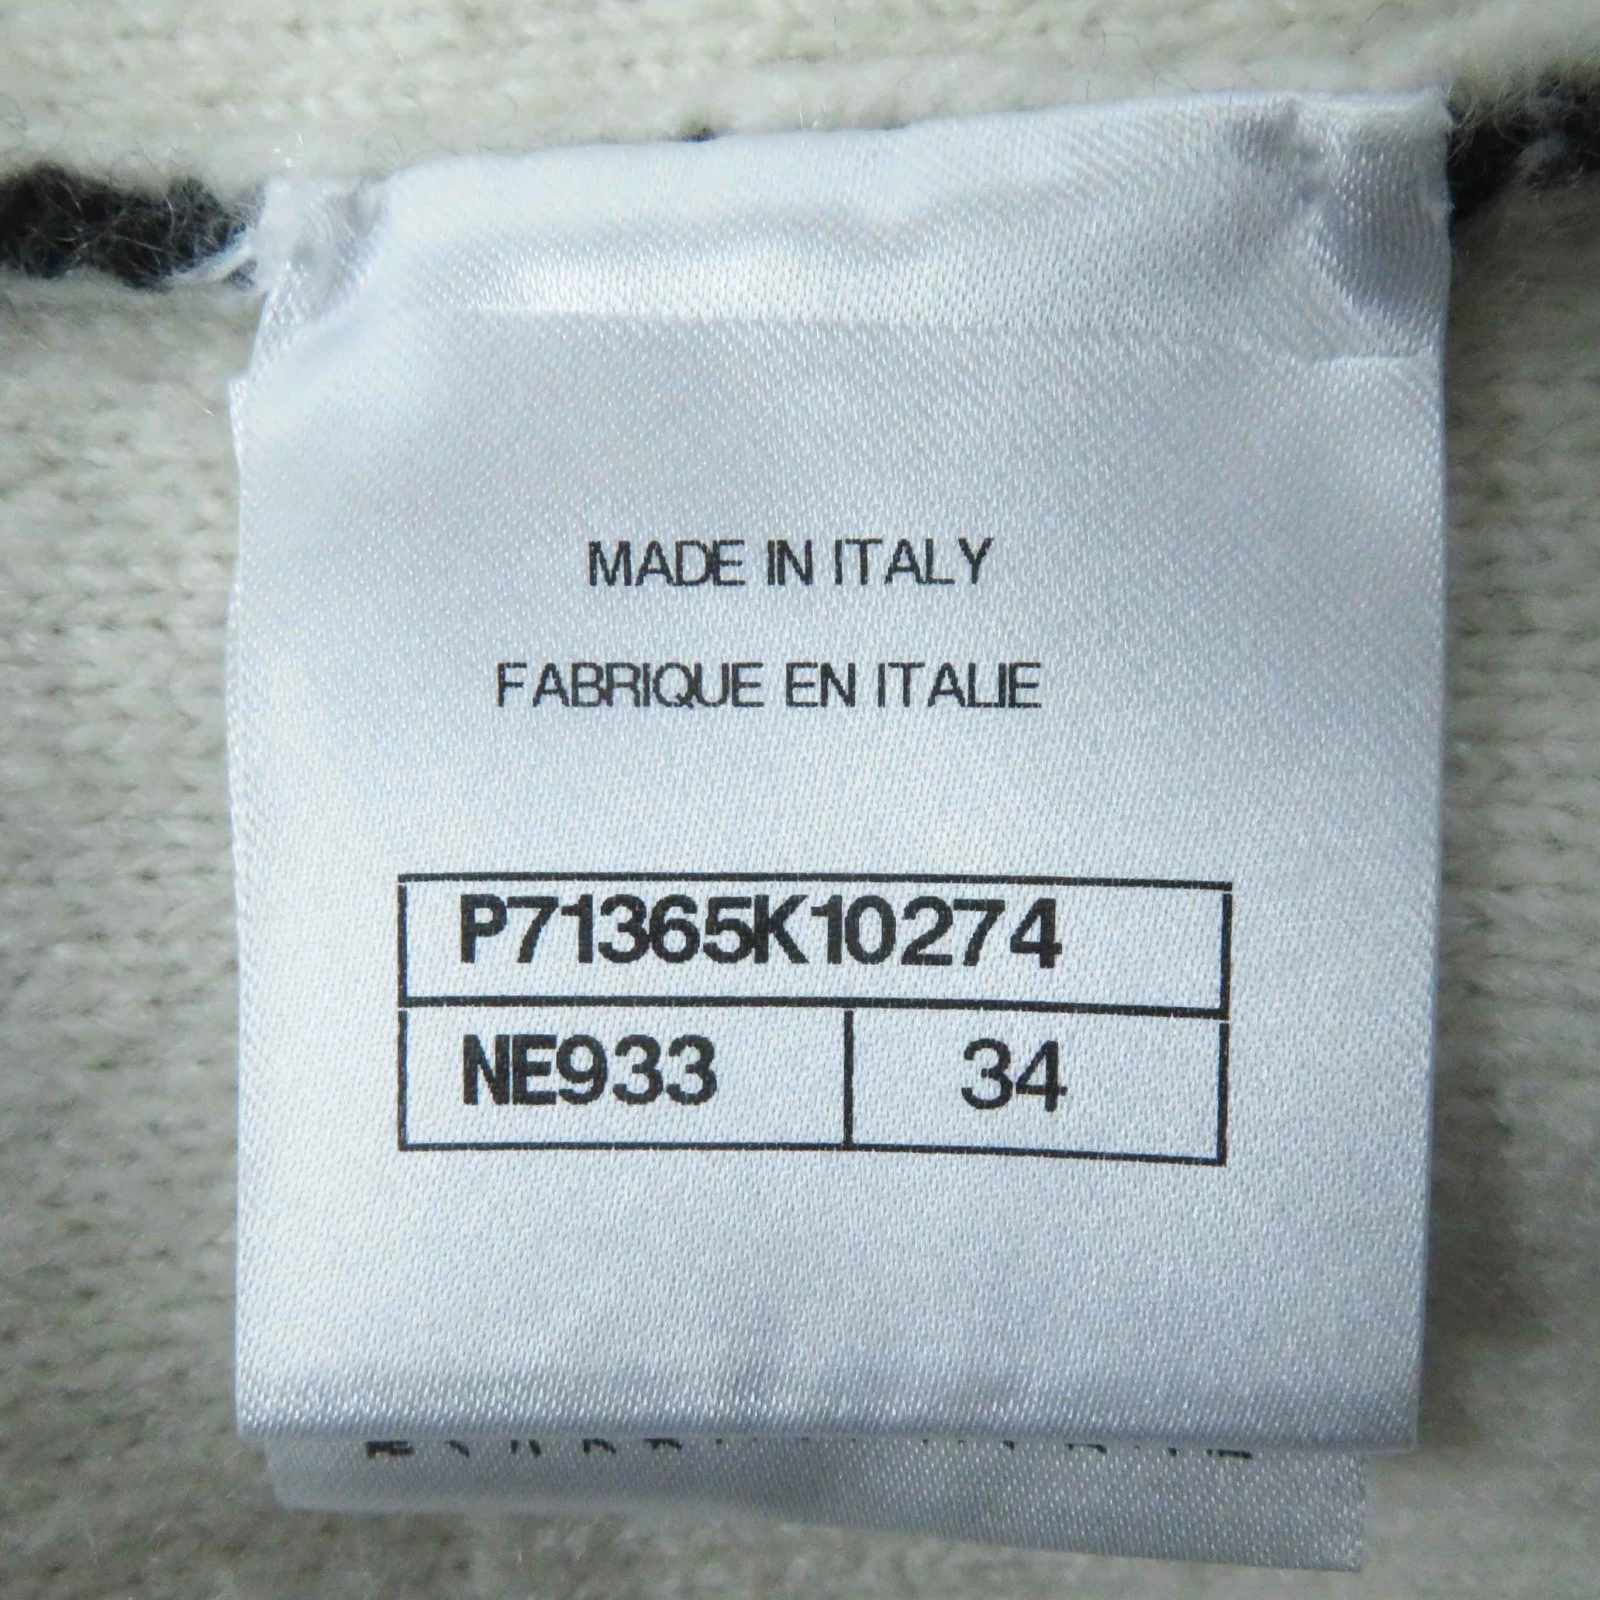 MADE IN ITALY
FABRIQUE EN ITALIE
P71365K10274
NE933 34